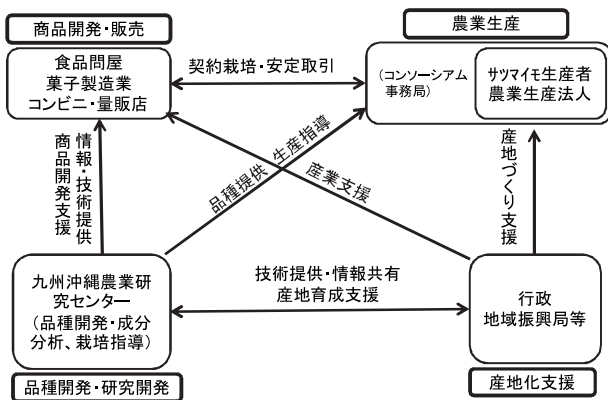 商品開発・販売
食品問屋
菓子製造業
コンビニ・量販店
契約栽培・安定取引
農業生産
(コンソーシアム
事務局)
サツマイモ生産者
農業生産法人
情報・技術提供
商品開発支援
品種提供・生産指導
産業支援
産地づくり
支援
九州沖縄農業研
究センター
(品種開発・成分
分析、栽培指導)
品種開発・研究開発
技術提供・情報共有
産地育成支援
行政
地域振興局等
産地化支援